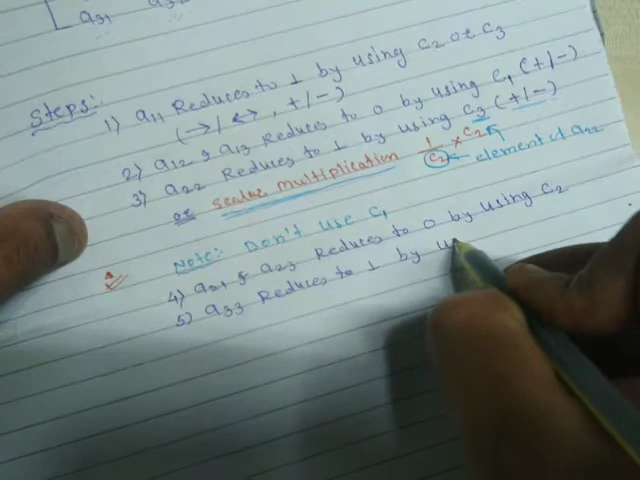 a31 a32
Steps:
1) a11 Reduces to 1 by using C2 or C3
(→/↔, +/-)
2) a12 & a13 Reduces to 0 by using C1 (+/-)
3) a22 Reduces to 1 by using C3 (+/-)
or scalar multiplication 1/C2 × C2 ← element of a22
Note: Don't use C1
4) a21 & a23 Reduces to 0 by using C2
5) a33 Reduces to 1 by u